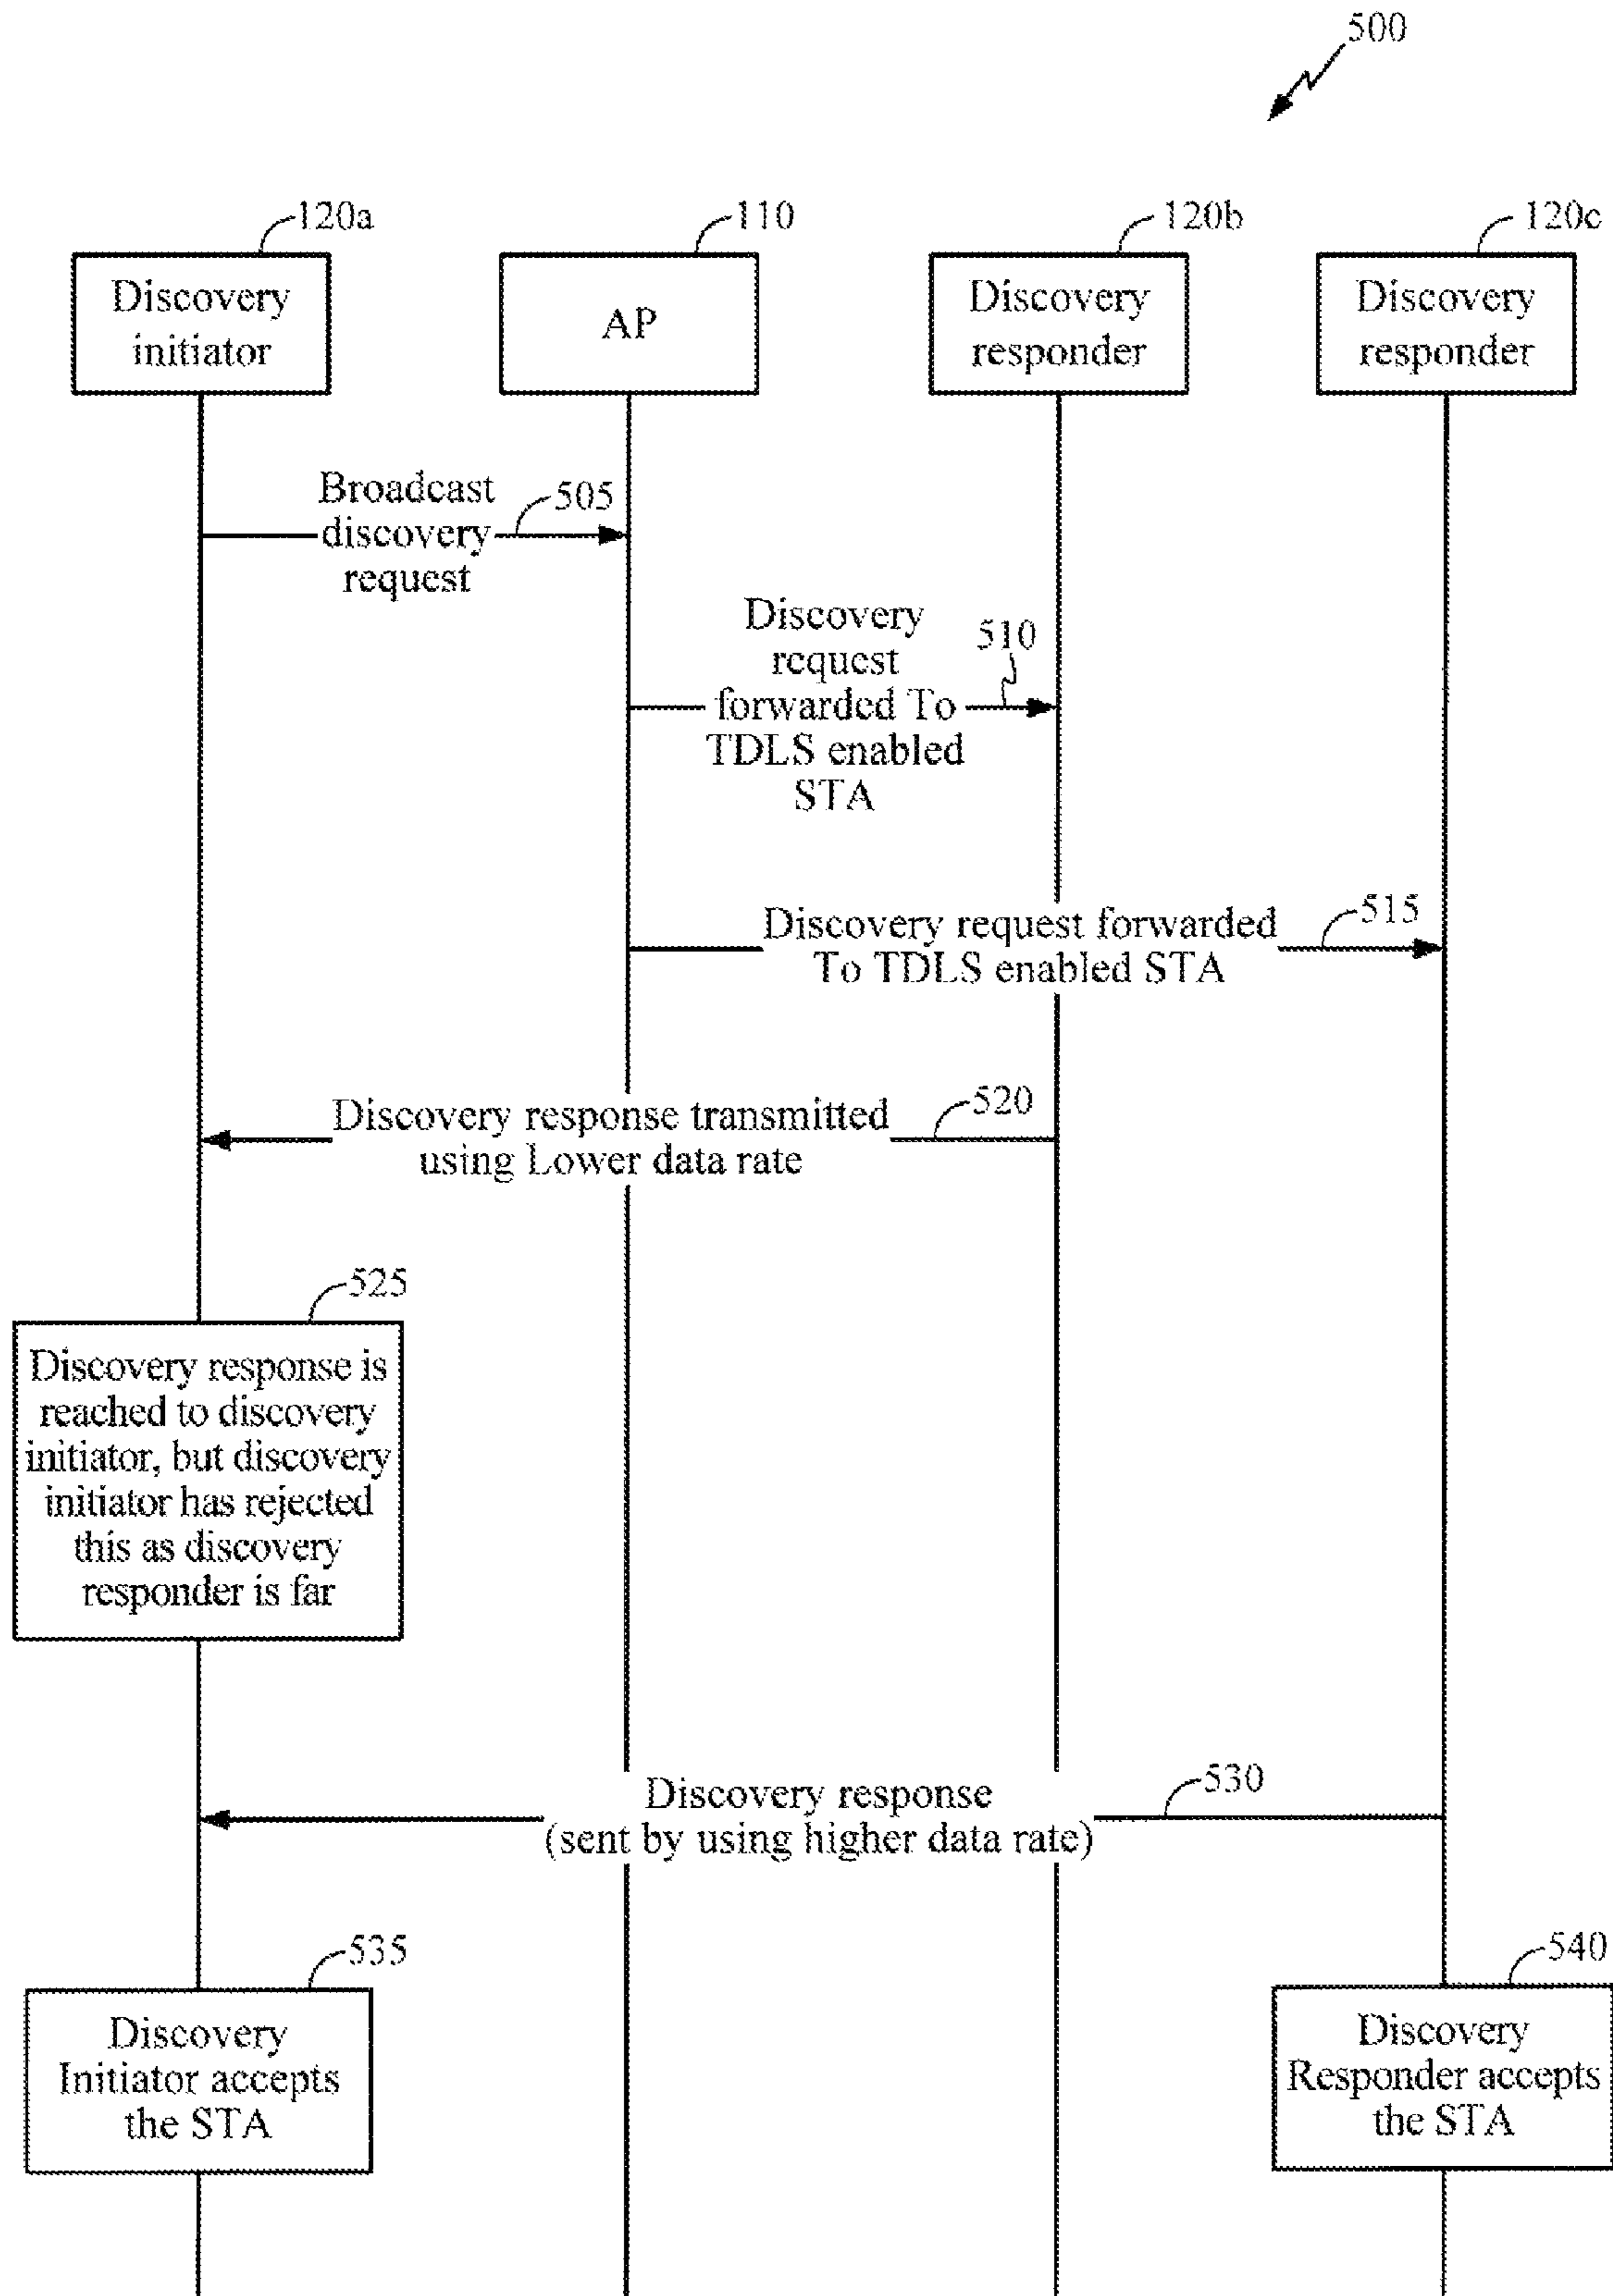 500
120a
110
120b
120c
Discovery
initiator
AP
Discovery
responder
Discovery
responder
Broadcast
discovery
request
505
Discovery
request
forwarded To
TDLS enabled
STA
510
Discovery request forwarded
To TDLS enabled STA
515
Discovery response transmitted
using Lower data rate
520
525
Discovery response is
reached to discovery
initiator, but discovery
initiator has rejected
this as discovery
responder is far
Discovery response
(sent by using higher data rate)
530
535
Discovery
Initiator accepts
the STA
540
Discovery
Responder accepts
the STA